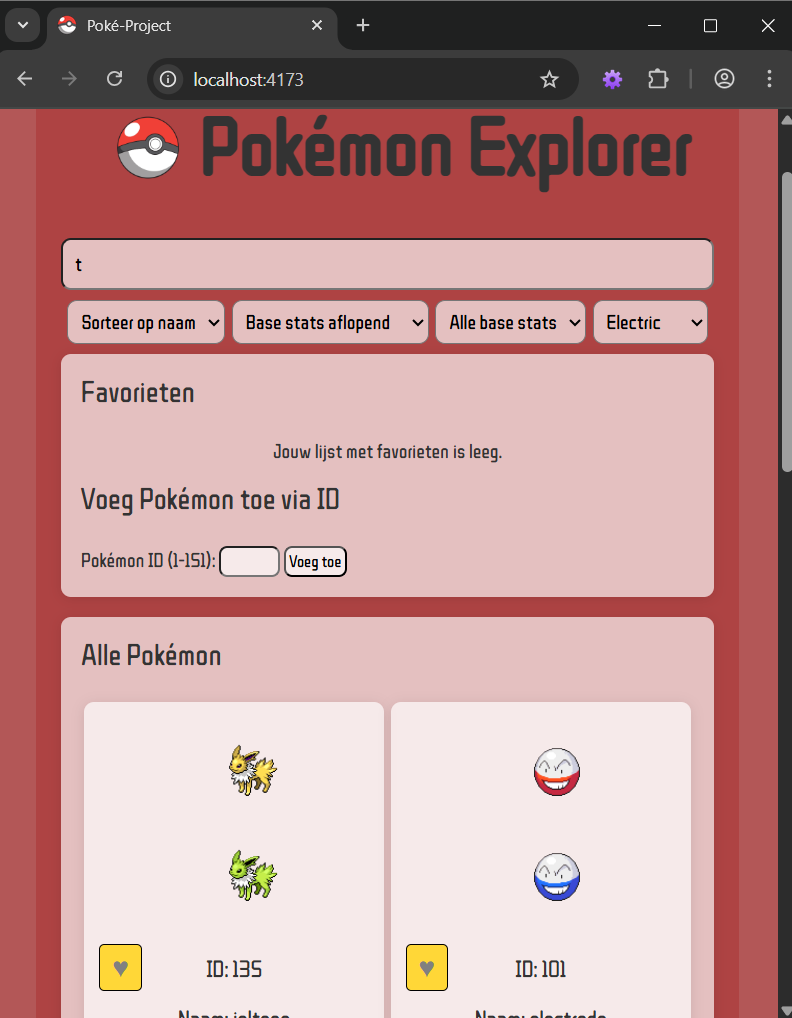 Poké-Project
localhost:4173
Pokémon Explorer
t
Sorteer op naam Base stats aflopend Alle base stats Electric
Favorieten
Jouw lijst met favorieten is leeg.
Voeg Pokémon toe via ID
Pokémon ID (1-151): Voeg toe
Alle Pokémon
ID: 135 ID: 101
Naam: jolteon Naam: electrode